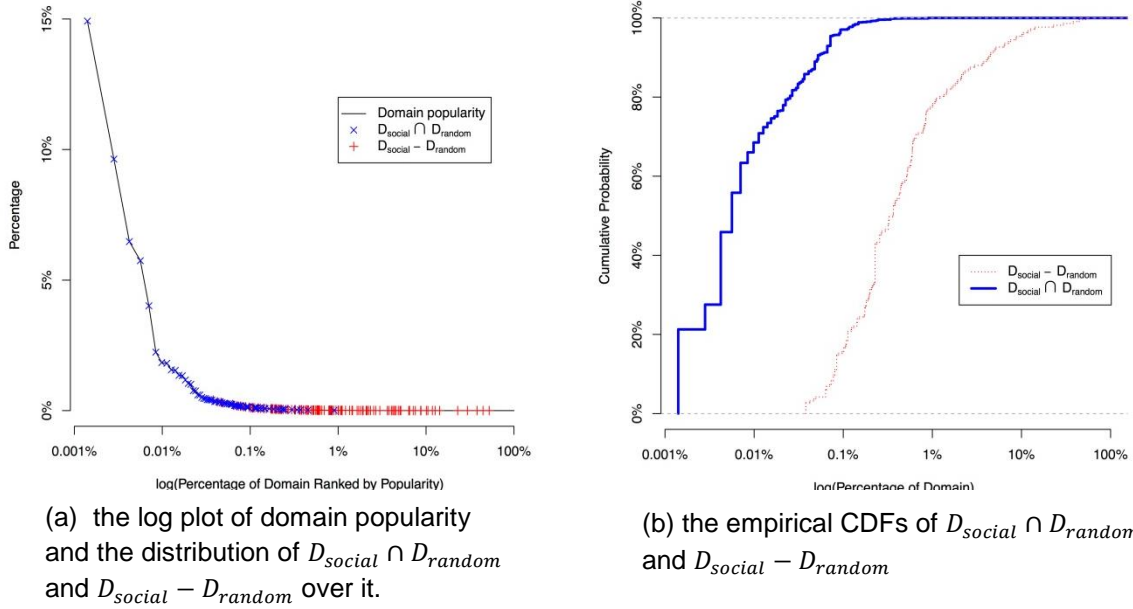 15%
10%
5%
0%
Percentage
Domain popularity
D_social ∩ D_random
D_social − D_random
0.001%
0.01%
0.1%
1%
10%
100%
log(Percentage of Domain Ranked by Popularity)
(a) the log plot of domain popularity
and the distribution of D_social ∩ D_random
and D_social − D_random over it.
100%
80%
60%
40%
20%
0%
Cumulative Probability
D_social − D_random
D_social ∩ D_random
0.001%
0.01%
0.1%
1%
10%
100%
log(Percentage of Domain)
(b) the empirical CDFs of D_social ∩ D_random
and D_social − D_random